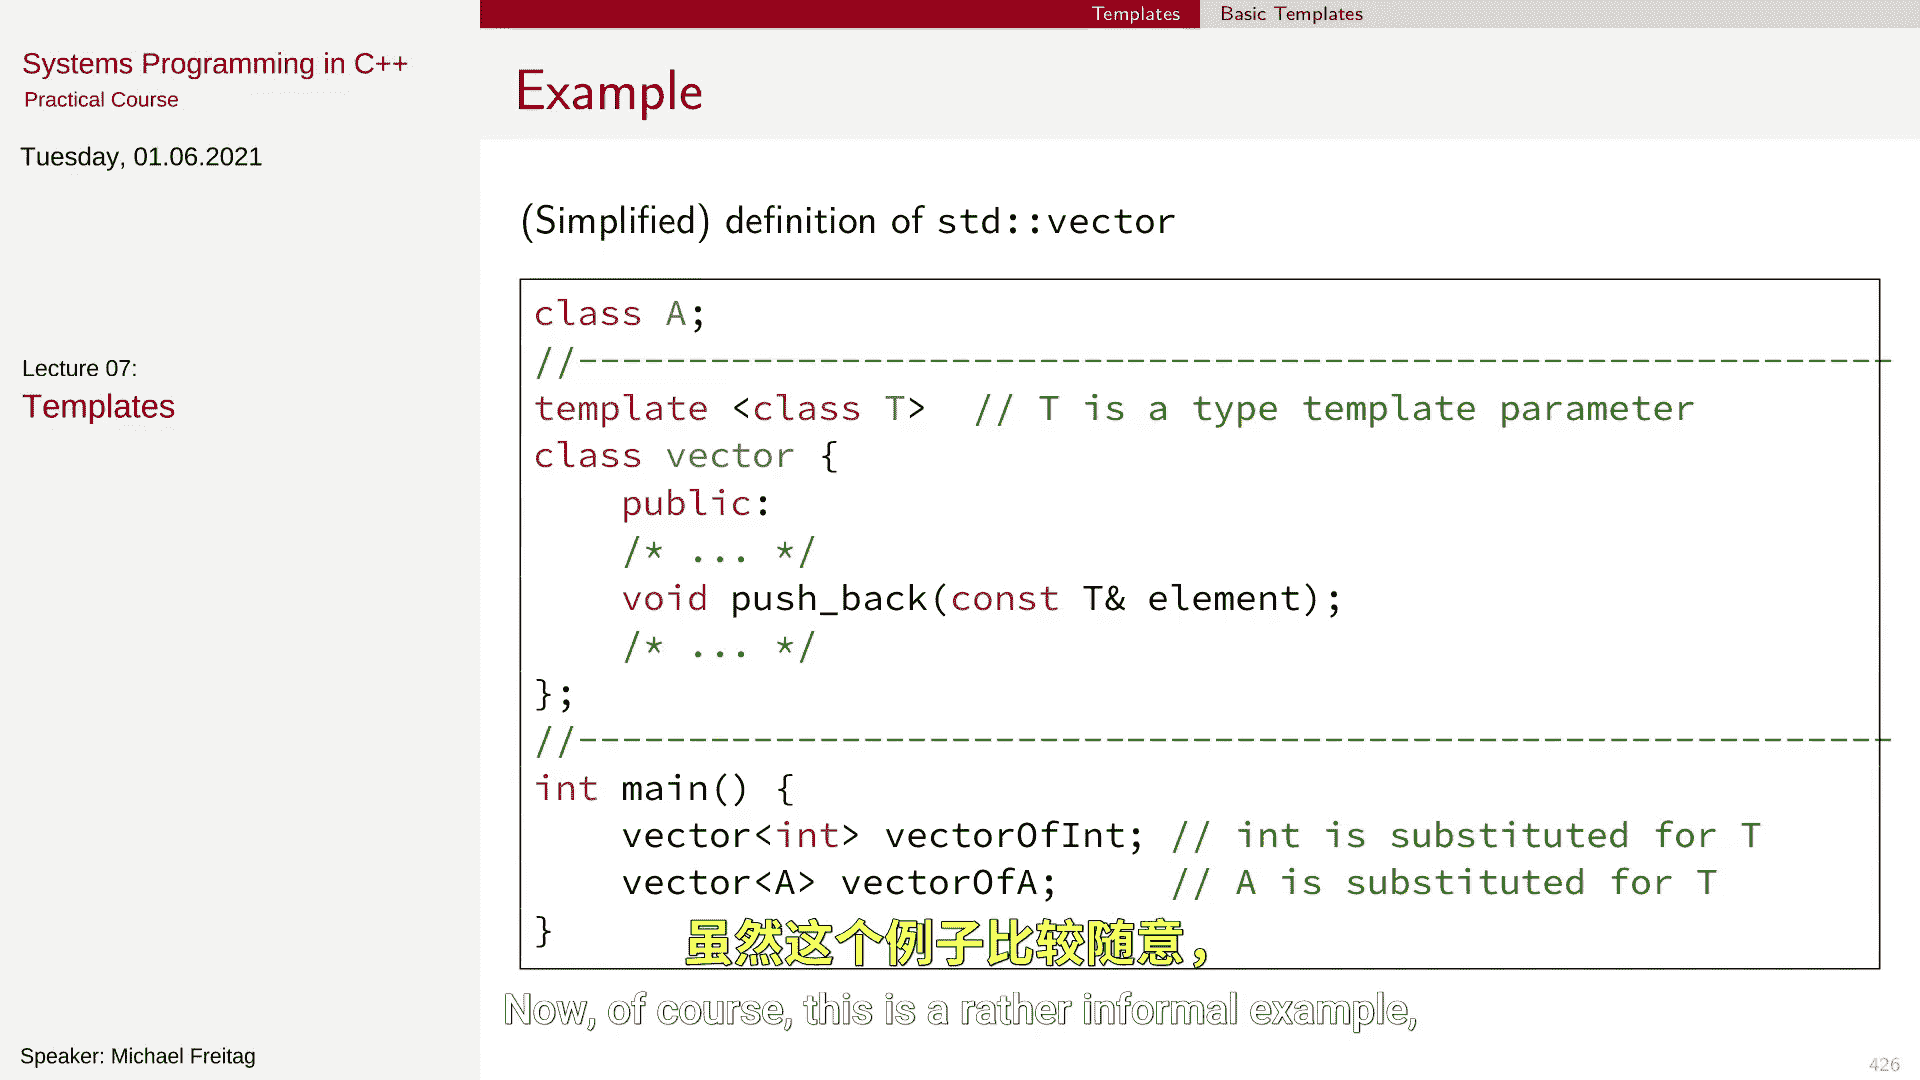 Templates Basic Templates
Systems Programming in C++
Practical Course
Tuesday, 01.06.2021
Lecture 07:
Templates
Speaker: Michael Freitag
Example
(Simplified) definition of std::vector
class A;
//-------------------------------------------------------------
template <class T>  // T is a type template parameter
class vector {
    public:
    /* ... */
    void push_back(const T& element);
    /* ... */
};
//-------------------------------------------------------------
int main() {
    vector<int> vectorOfInt; // int is substituted for T
    vector<A> vectorOfA;     // A is substituted for T
}
虽然这个例子比较随意，
Now, of course, this is a rather informal example,
426